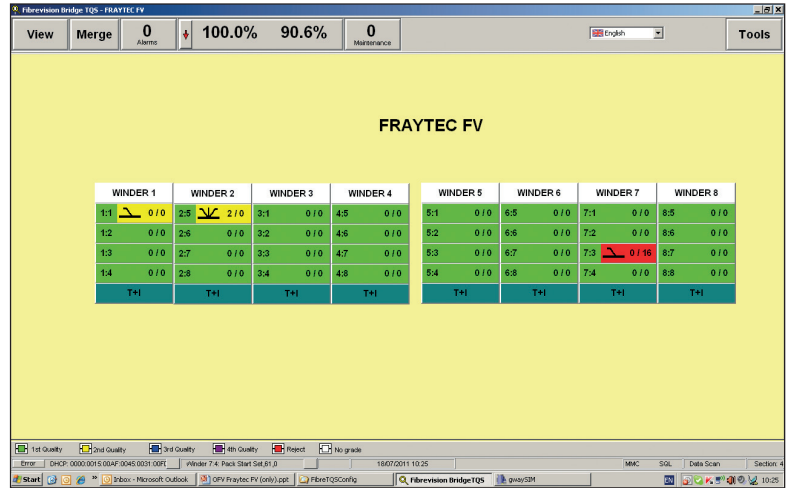 Fibrevision Bridge TQS - FRAYTEC FV
View Merge 0 Alarms 100.0% 90.6% 0 Maintenance English Tools
FRAYTEC FV
WINDER 1 WINDER 2 WINDER 3 WINDER 4 WINDER 5 WINDER 6 WINDER 7 WINDER 8
1:1 0 / 0 2:5 2 / 0 3:1 0 / 0 4:5 0 / 0 5:1 0 / 0 6:5 0 / 0 7:1 0 / 0 8:5 0 / 0
1:2 0 / 0 2:6 0 / 0 3:2 0 / 0 4:6 0 / 0 5:2 0 / 0 6:6 0 / 0 7:2 0 / 0 8:6 0 / 0
1:3 0 / 0 2:7 0 / 0 3:3 0 / 0 4:7 0 / 0 5:3 0 / 0 6:7 0 / 0 7:3 0 / 16 8:7 0 / 0
1:4 0 / 0 2:8 0 / 0 3:4 0 / 0 4:8 0 / 0 5:4 0 / 0 6:8 0 / 0 7:4 0 / 0 8:8 0 / 0
T+I T+I T+I T+I T+I T+I T+I T+I
1st Quality 2nd Quality 3rd Quality 4th Quality Reject No grade
Error DHCP: 0000:0015:00AF:0045:0031:00F( Winder 7:4: Pack Start Set,81,0 18/07/2011 10:25 MMC SQL Data Scan Section: 4
Start Inbox - Microsoft Outlook OFV Fraytec FV (only).ppt FibreTQSConfig Fibrevision BridgeTQS gwaySIM EN 10:25